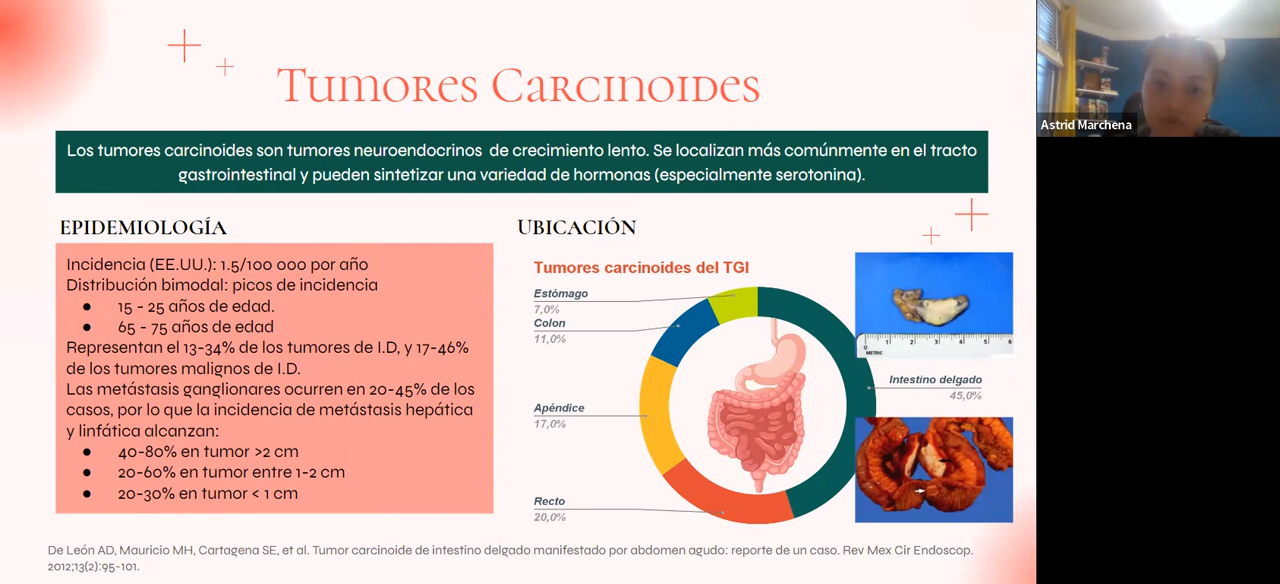 Tumores Carcinoides
Los tumores carcinoides son tumores neuroendocrinos de crecimiento lento. Se localizan más comúnmente en el tracto
gastrointestinal y pueden sintetizar una variedad de hormonas (especialmente serotonina).
EPIDEMIOLOGÍA
Incidencia (EE.UU.): 1.5/100 000 por año
Distribución bimodal: picos de incidencia
● 15 - 25 años de edad.
● 65 - 75 años de edad
Representan el 13-34% de los tumores de I.D, y 17-46%
de los tumores malignos de I.D.
Las metástasis ganglionares ocurren en 20-45% de los
casos, por lo que la incidencia de metástasis hepática
y linfática alcanzan:
● 40-80% en tumor >2 cm
● 20-60% en tumor entre 1-2 cm
● 20-30% en tumor < 1 cm
UBICACIÓN
Tumores carcinoides del TGI
Estómago
7,0%
Colon
11,0%
Apéndice
17,0%
Recto
20,0%
Intestino delgado
45,0%
0 1 2 3 4 5 6
METRIC
De León AD, Mauricio MH, Cartagena SE, et al. Tumor carcinoide de intestino delgado manifestado por abdomen agudo: reporte de un caso. Rev Mex Cir Endoscop.
2012;13(2):95-101.
Astrid Marchena